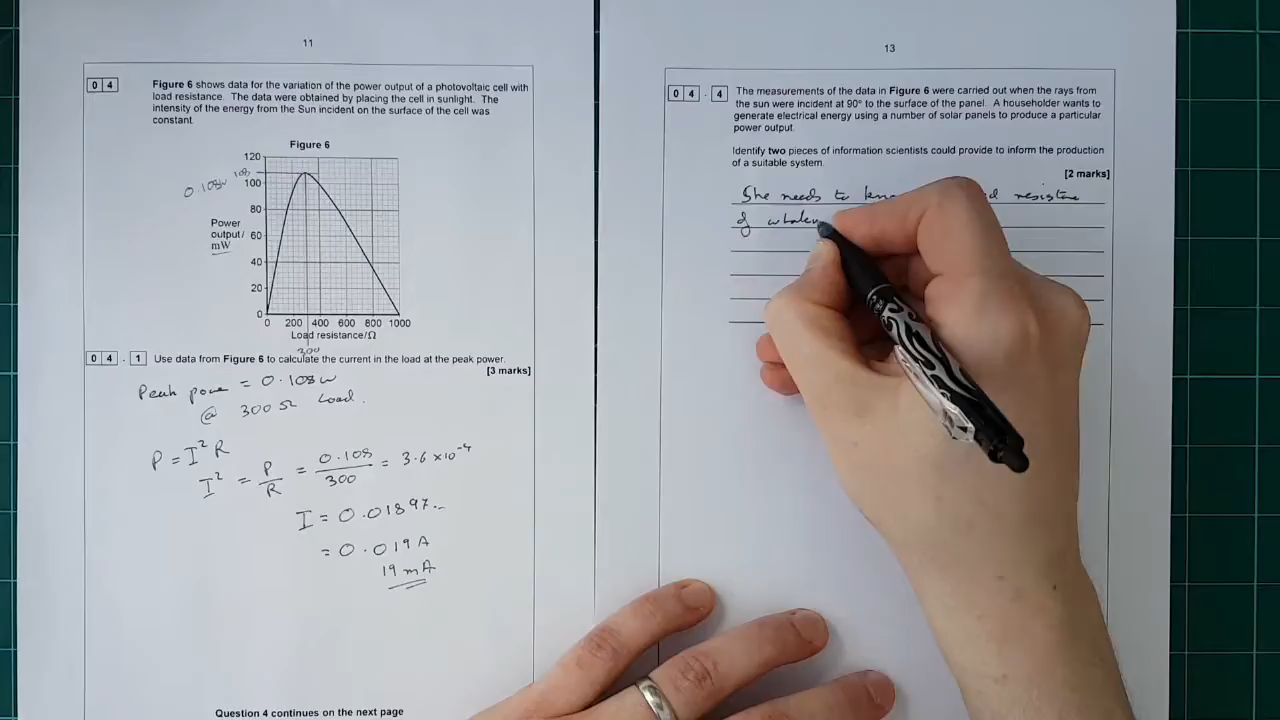 11
0 4
Figure 6 shows data for the variation of the power output of a photovoltaic cell with
load resistance. The data were obtained by placing the cell in sunlight. The
intensity of the energy from the Sun incident on the surface of the cell was
constant.
Figure 6
120
108
0.108W
100
80
Power
output/
mW
60
40
20
0
0 200 400 600 800 1000
Load resistance/Ω
300
0 4 . 1 Use data from Figure 6 to calculate the current in the load at the peak power.
[3 marks]
Peak power = 0.108W
@ 300 Ω Load.
P = I² R
I² = P/R = 0.108/300 = 3.6 × 10⁻⁴
I = 0.01897..
= 0.019A
19 mA
Question 4 continues on the next page
13
0 4 . 4 The measurements of the data in Figure 6 were carried out when the rays from
the sun were incident at 90° to the surface of the panel. A householder wants to
generate electrical energy using a number of solar panels to produce a particular
power output.
Identify two pieces of information scientists could provide to inform the production
of a suitable system.
[2 marks]
She needs to
of